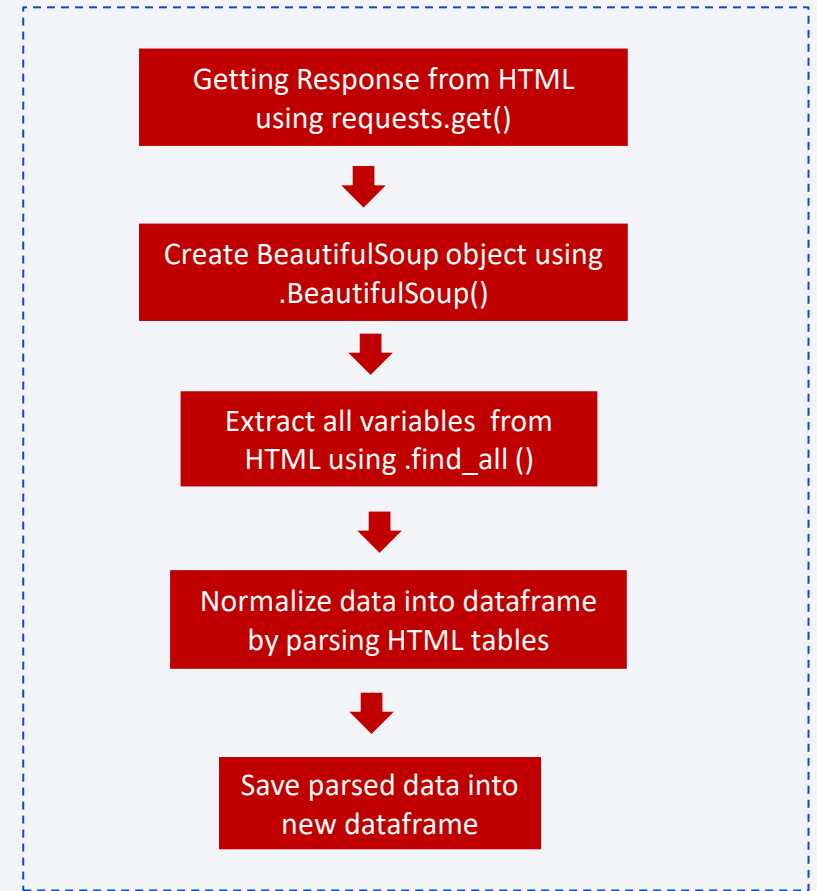 Getting Response from HTML
using requests.get()
Create BeautifulSoup object using
.BeautifulSoup()
Extract all variables  from
HTML using .find_all ()
Normalize data into dataframe
by parsing HTML tables
Save parsed data into
new dataframe